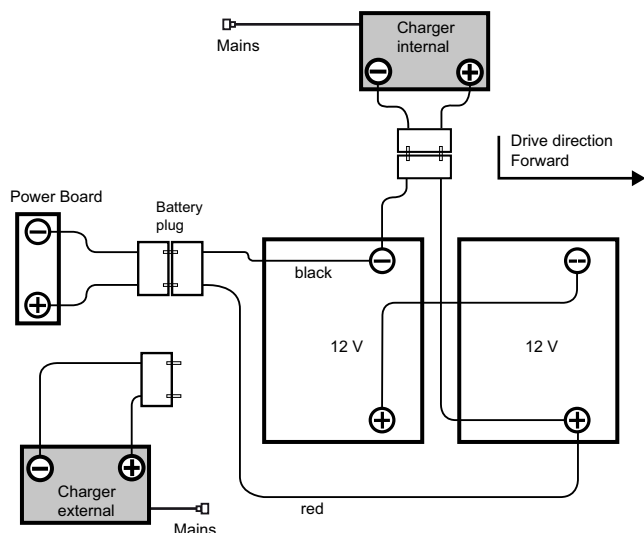 Charger
internal
Mains
Drive direction
Forward
Power Board
Battery
plug
black
12 V
12 V
Charger
external
red
Mains